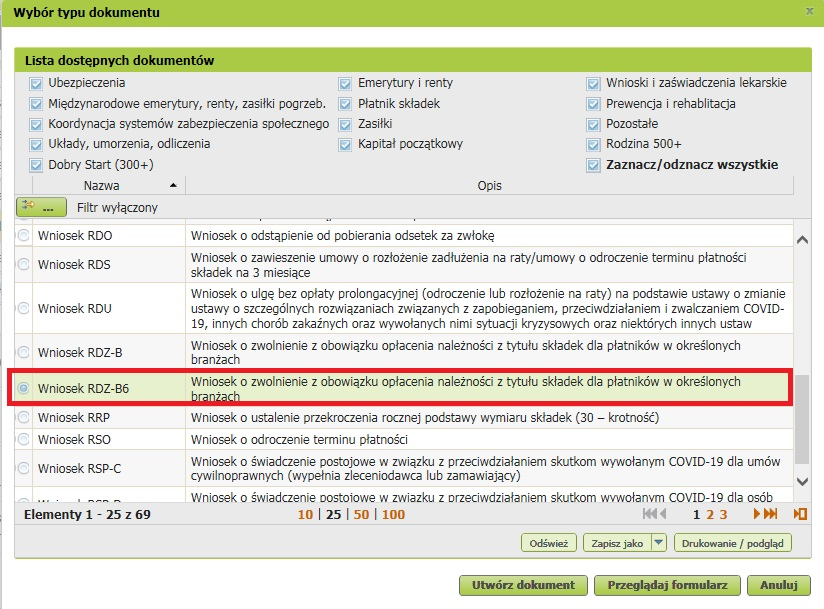 Wybór typu dokumentu
x
Lista dostępnych dokumentów
Ubezpieczenia
Emerytury i renty
Wnioski i zaświadczenia lekarskie
Międzynarodowe emerytury, renty, zasiłki pogrzeb.
Płatnik składek
Prewencja i rehabilitacja
Koordynacja systemów zabezpieczenia społecznego
Zasiłki
Pozostałe
Układy, umorzenia, odliczenia
Kapitał początkowy
Rodzina 500+
Dobry Start (300+)
Zaznacz/odznacz wszystkie
Nazwa
Opis
...
Filtr wyłączony
Wniosek RDO
Wniosek o odstąpienie od pobierania odsetek za zwłokę
Wniosek RDS
Wniosek o zawieszenie umowy o rozłożenie zadłużenia na raty/umowy o odroczenie terminu płatności
składek na 3 miesiące
Wniosek RDU
Wniosek o ulgę bez opłaty prolongacyjnej (odroczenie lub rozłożenie na raty) na podstawie ustawy o zmianie
ustawy o szczególnych rozwiązaniach związanych z zapobieganiem, przeciwdziałaniem i zwalczaniem COVID-
19, innych chorób zakaźnych oraz wywołanych nimi sytuacji kryzysowych oraz niektórych innych ustaw
Wniosek RDZ-B
Wniosek o zwolnienie z obowiązku opłacenia należności z tytułu składek dla płatników w określonych
branżach
Wniosek RDZ-B6
Wniosek o zwolnienie z obowiązku opłacenia należności z tytułu składek dla płatników w określonych
branżach
Wniosek RRP
Wniosek o ustalenie przekroczenia rocznej podstawy wymiaru składek (30 – krotność)
Wniosek RSO
Wniosek o odroczenie terminu płatności
Wniosek RSP-C
Wniosek o świadczenie postojowe w związku z przeciwdziałaniem skutkom wywołanym COVID-19 dla umów
cywilnoprawnych (wypełnia zleceniodawca lub zamawiający)
Wniosek RSP-D
Wniosek o świadczenie postojowe w związku z przeciwdziałaniem skutkom wywołanym COVID-19 dla osób
Elementy 1 - 25 z 69
10 | 25 | 50 | 100
1 2 3
Odśwież
Zapisz jako
Drukowanie / podgląd
Utwórz dokument
Przeglądaj formularz
Anuluj